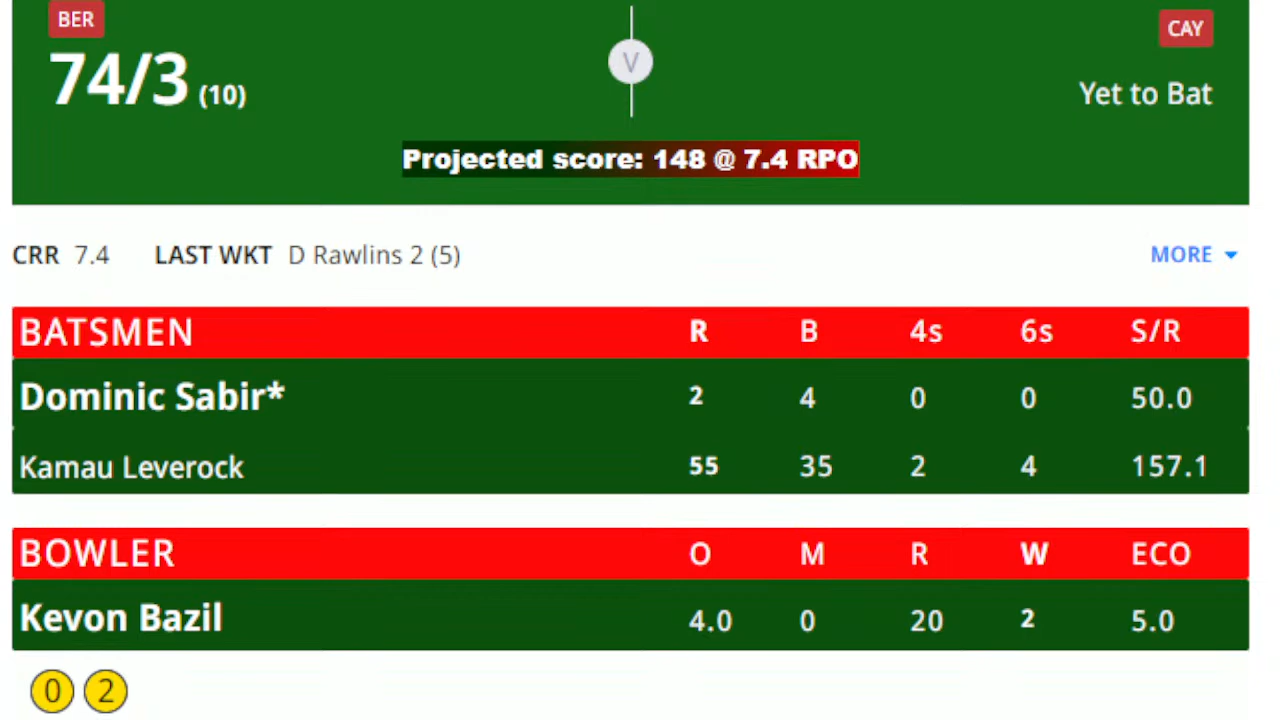 BER
V
CAY
74/3 (10)
Yet to Bat
Projected score: 148 @ 7.4 RPO
CRR 7.4 LAST WKT D Rawlins 2 (5)
MORE
BATSMEN R B 4s 6s S/R
Dominic Sabir* 2 4 0 0 50.0
Kamau Leverock 55 35 2 4 157.1
BOWLER O M R W ECO
Kevon Bazil 4.0 0 20 2 5.0
0 2